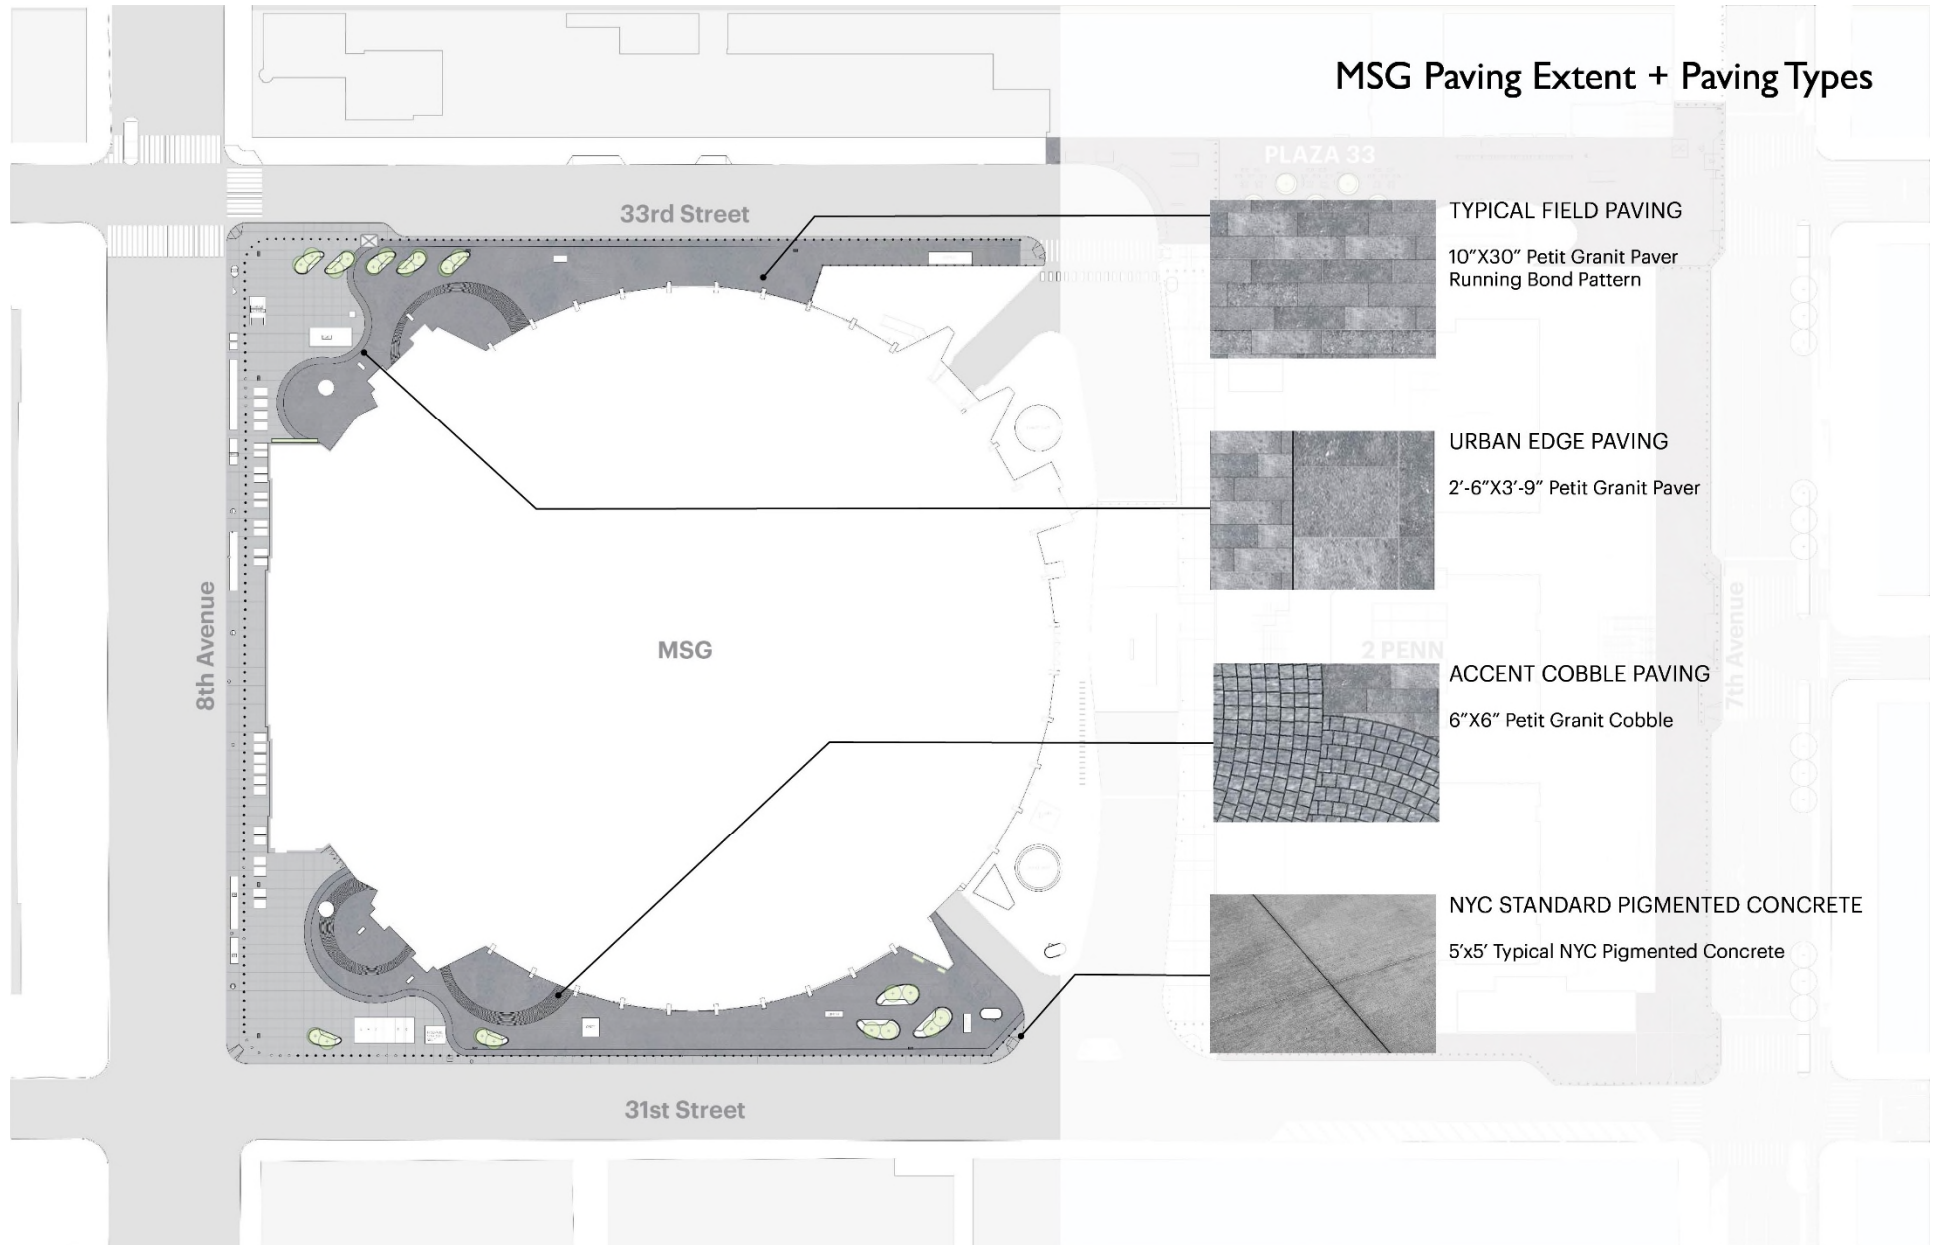 MSG Paving Extent + Paving Types
PLAZA 33
33rd Street
TYPICAL FIELD PAVING
10”X30” Petit Granit Paver
Running Bond Pattern
URBAN EDGE PAVING
2’-6”X3’-9” Petit Granit Paver
8th Avenue
MSG
2 PENN
7th Avenue
ACCENT COBBLE PAVING
6”X6” Petit Granit Cobble
NYC STANDARD PIGMENTED CONCRETE
5’x5’ Typical NYC Pigmented Concrete
31st Street